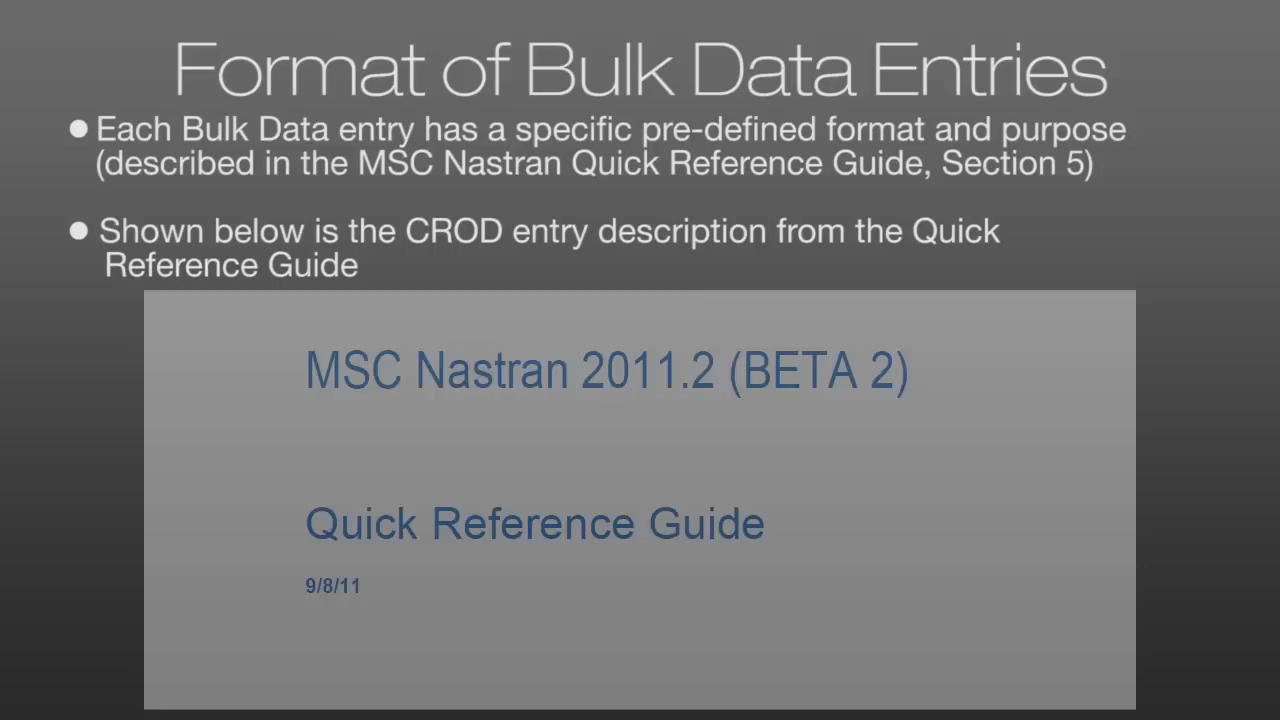 Format of Bulk Data Entries
● Each Bulk Data entry has a specific pre-defined format and purpose
(described in the MSC Nastran Quick Reference Guide, Section 5)
● Shown below is the CROD entry description from the Quick
Reference Guide
MSC Nastran 2011.2 (BETA 2)
Quick Reference Guide
9/8/11